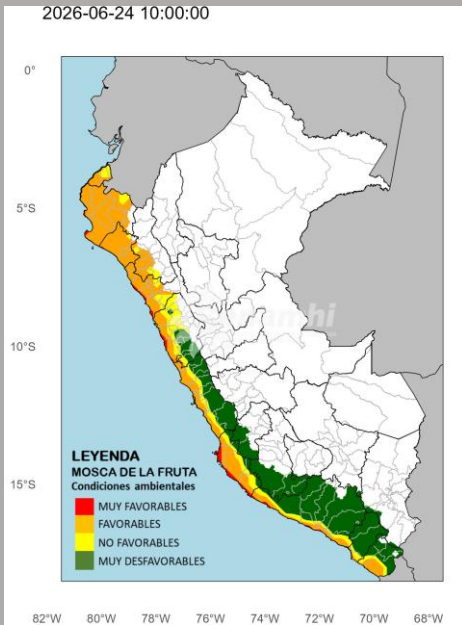 2026-06-24 10:00:00
0°
5°S
10°S
15°S
LEYENDA
MOSCA DE LA FRUTA
Condiciones ambientales
MUY FAVORABLES
FAVORABLES
NO FAVORABLES
MUY DESFAVORABLES
82°W 80°W 78°W 76°W 74°W 72°W 70°W 68°W